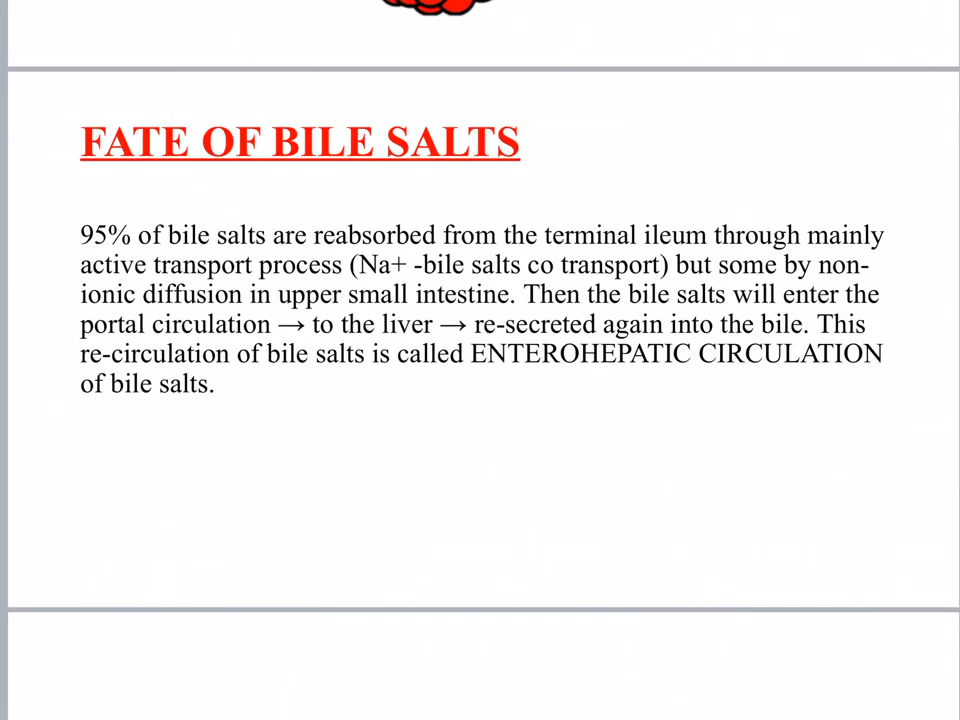 FATE OF BILE SALTS
95% of bile salts are reabsorbed from the terminal ileum through mainly
active transport process (Na+ -bile salts co transport) but some by non-
ionic diffusion in upper small intestine. Then the bile salts will enter the
portal circulation → to the liver → re-secreted again into the bile. This
re-circulation of bile salts is called ENTEROHEPATIC CIRCULATION
of bile salts.